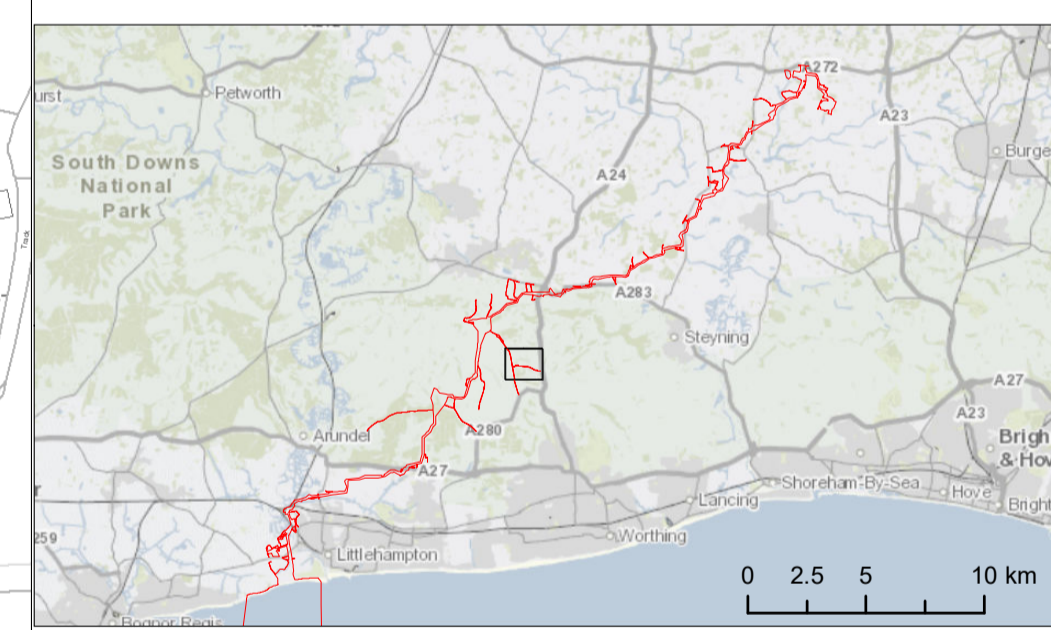 A272
Petworth
urst
A23
Burge
South Downs
National
Park
A24
Track
A283
Steyning
A27
A23
Arundel
A280
Brigh
& Hov
A27
Shoreham-By-Sea
Hove
Lancing
Bright
r
Worthing
259
Littlehampton
0 2.5 5 10 km
Bognor Regis